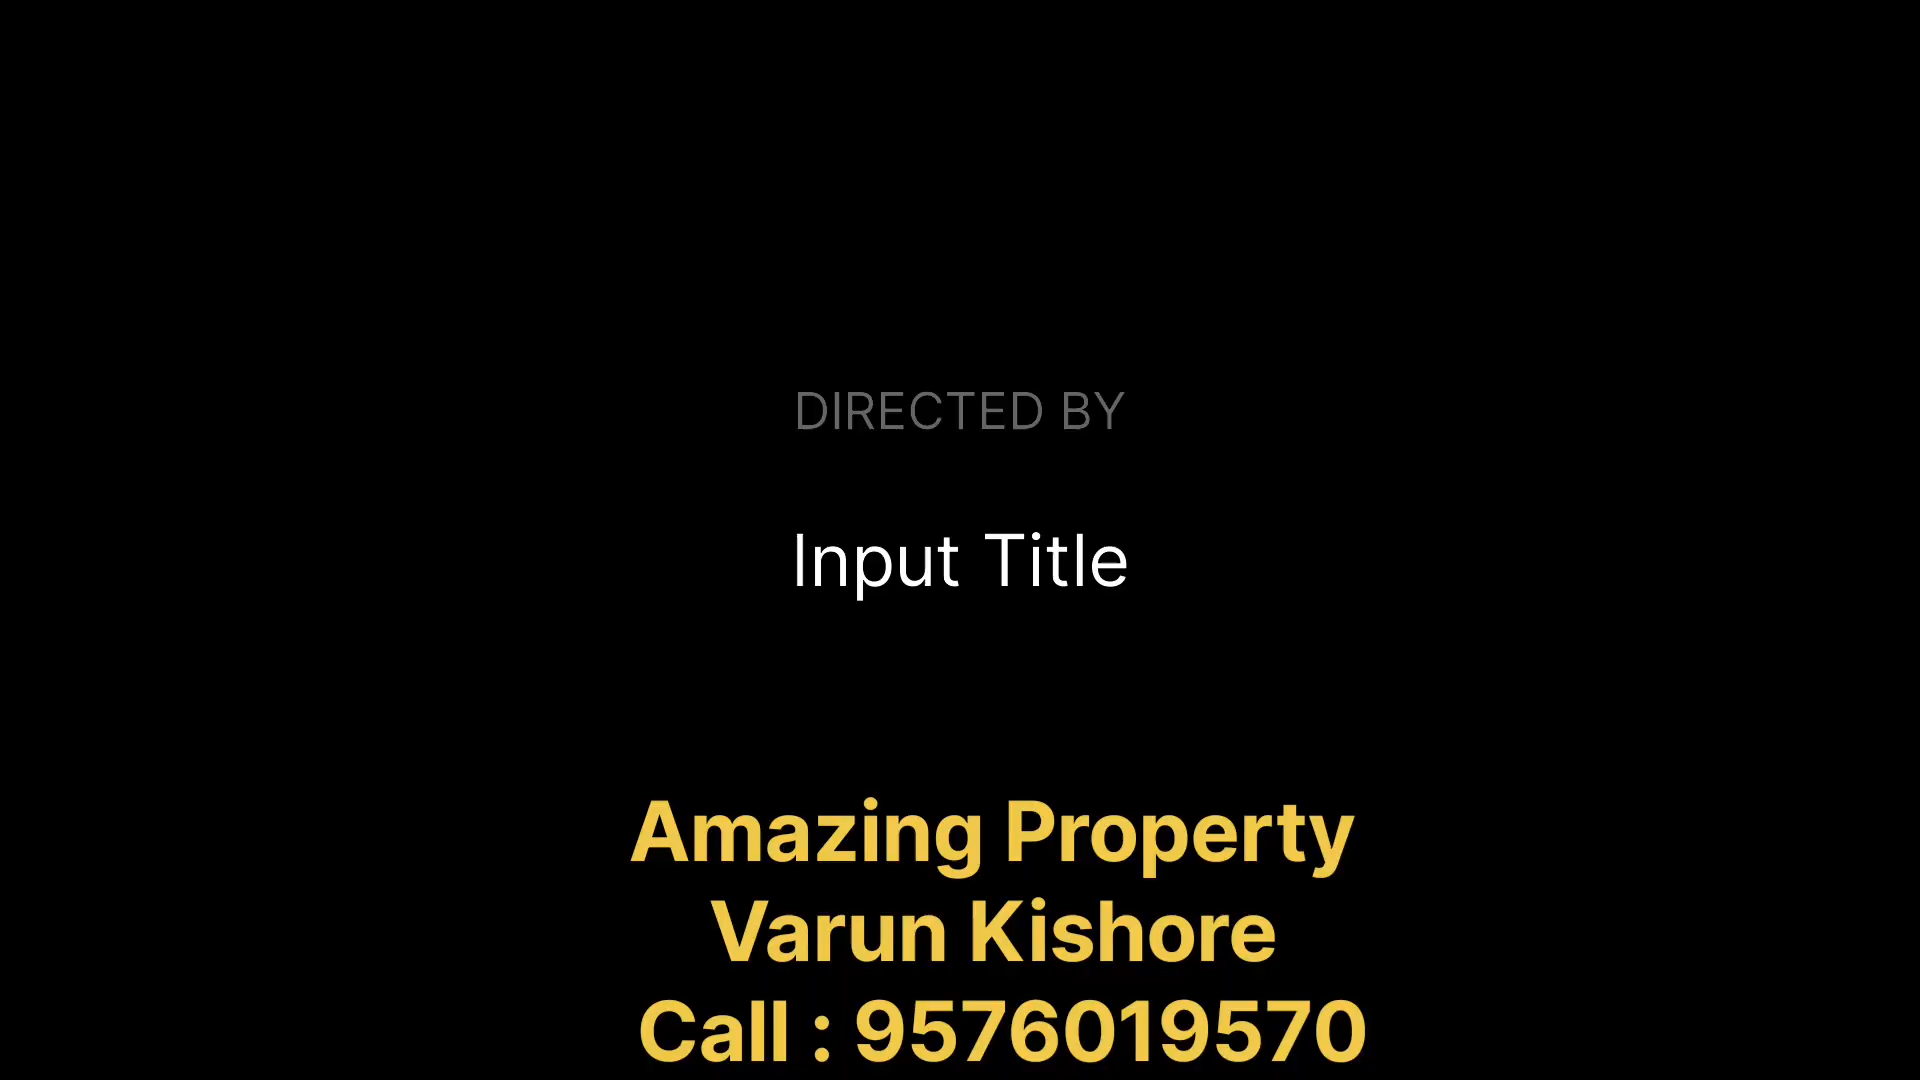 DIRECTED BY
Input Title
Amazing Property
Varun Kishore
Call : 9576019570